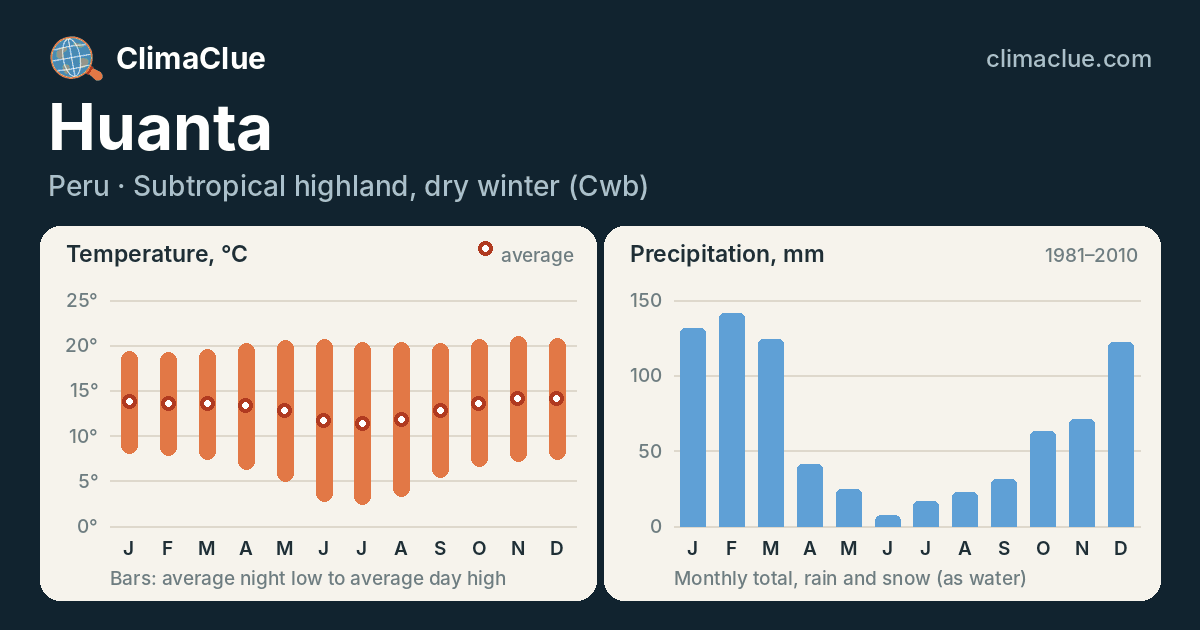 ClimaClue
climaclue.com
Huanta
Peru · Subtropical highland, dry winter (Cwb)
Temperature, °C
average
25°
20°
15°
10°
5°
0°
J F M A M J J A S O N D
Bars: average night low to average day high
Precipitation, mm
1981–2010
150
100
50
0
J F M A M J J A S O N D
Monthly total, rain and snow (as water)